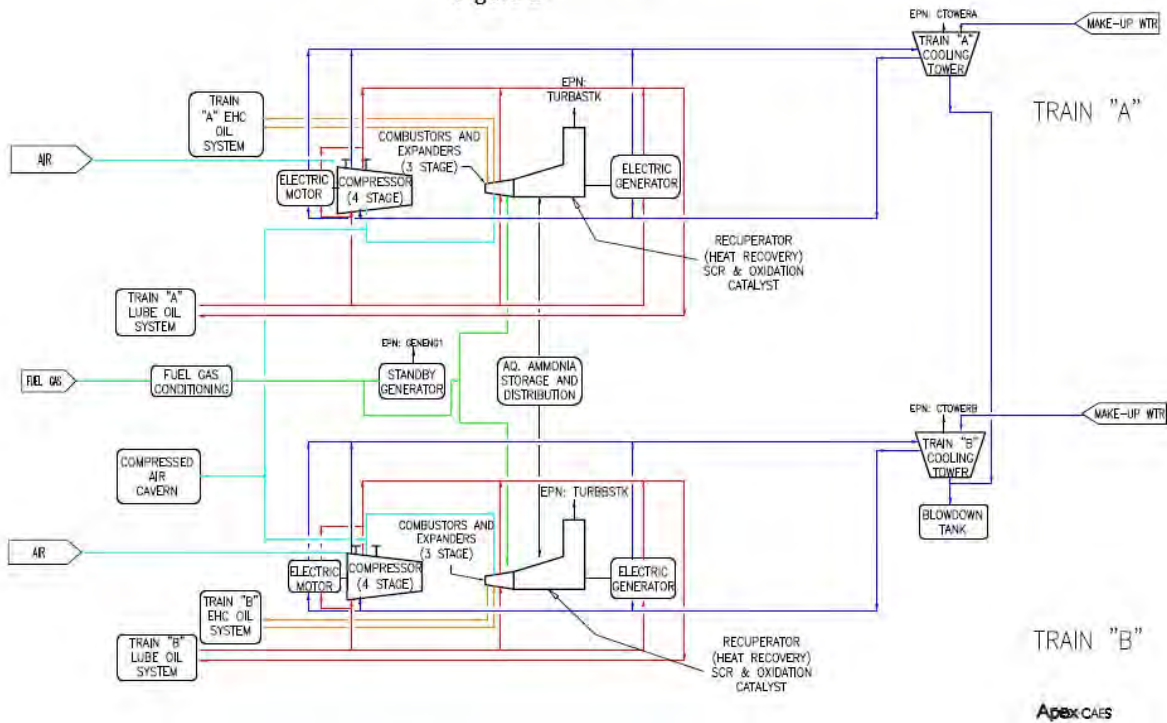 EPN: CTOWERA
MAKE-UP WTR
TRAIN "A"
COOLING
TOWER
TRAIN "A"
EPN:
TURBASTK
TRAIN
"A" EHC
OIL
SYSTEM
COMBUSTORS AND
EXPANDERS
(3 STAGE)
AIR
ELECTRIC
MOTOR
COMPRESSOR
(4 STAGE)
ELECTRIC
GENERATOR
RECUPERATOR
(HEAT RECOVERY)
SCR & OXIDATION
CATALYST
TRAIN "A"
LUBE OIL
SYSTEM
EPN: GENENG1
FUEL GAS
FUEL GAS
CONDITIONING
STANDBY
GENERATOR
AQ. AMMONIA
STORAGE AND
DISTRIBUTION
EPN: CTOWERB
MAKE-UP WTR
TRAIN "B"
COOLING
TOWER
COMPRESSED
AIR
CAVERN
EPN: TURBBSTK
BLOWDOWN
TANK
COMBUSTORS AND
EXPANDERS
(3 STAGE)
AIR
ELECTRIC
MOTOR
COMPRESSOR
(4 STAGE)
ELECTRIC
GENERATOR
TRAIN "B"
EHC OIL
SYSTEM
TRAIN "B"
LUBE OIL
SYSTEM
RECUPERATOR
(HEAT RECOVERY)
SCR & OXIDATION
CATALYST
TRAIN "B"
Apex CAES